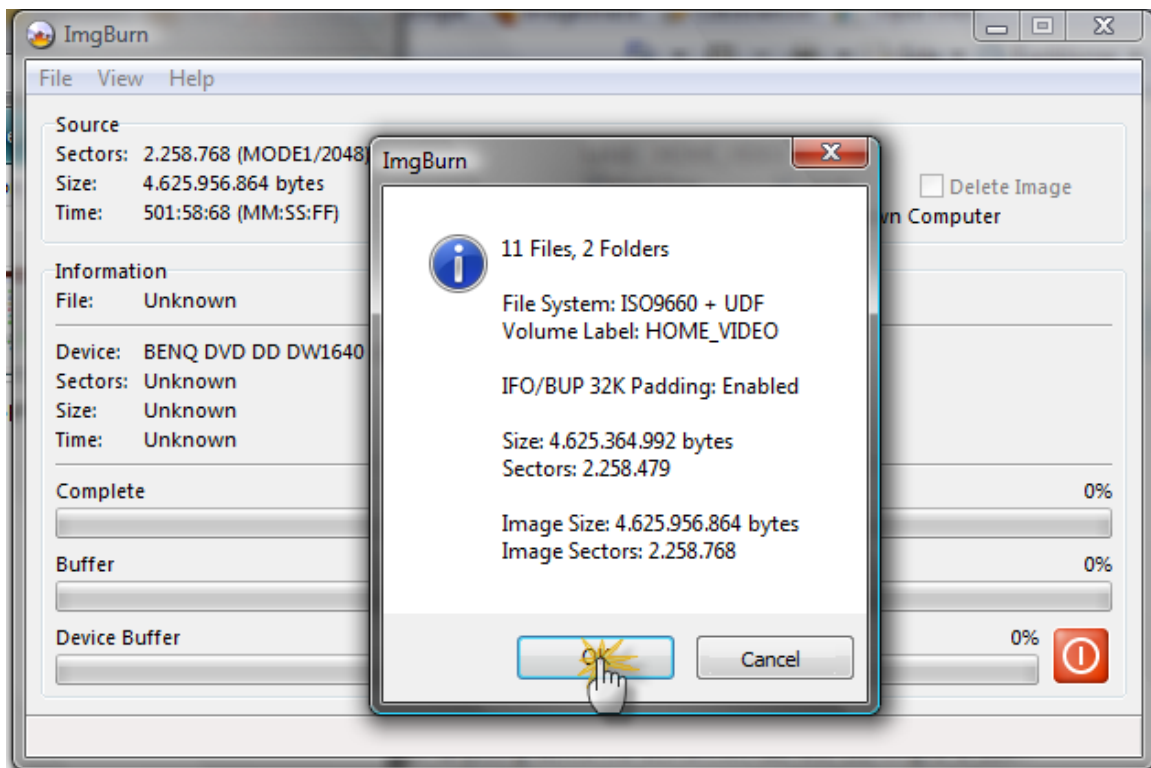 ImgBurn
File View Help
Source
Sectors: 2.258.768 (MODE1/2048)
Size: 4.625.956.864 bytes
Time: 501:58:68 (MM:SS:FF)
Delete Image
Computer
Information
File: Unknown
Device: BENQ DVD DD DW1640
Sectors: Unknown
Size: Unknown
Time: Unknown
Complete
0%
Buffer
0%
Device Buffer
0%
ImgBurn
11 Files, 2 Folders
File System: ISO9660 + UDF
Volume Label: HOME_VIDEO
IFO/BUP 32K Padding: Enabled
Size: 4.625.364.992 bytes
Sectors: 2.258.479
Image Size: 4.625.956.864 bytes
Image Sectors: 2.258.768
OK
Cancel